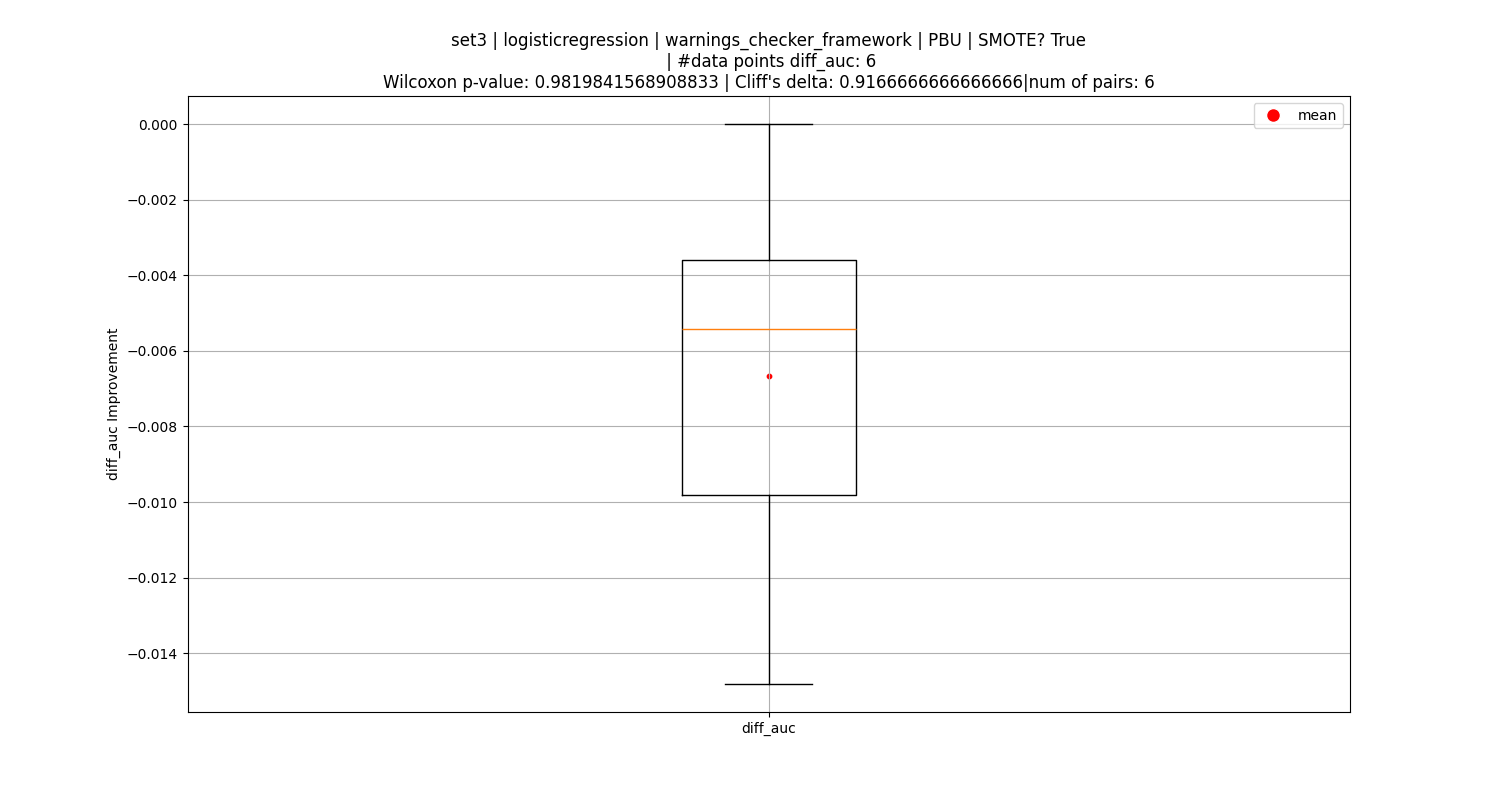 set3 | logisticregression | warnings_checker_framework | PBU | SMOTE? True
| #data points diff_auc: 6
Wilcoxon p-value: 0.9819841568908833 | Cliff's delta: 0.9166666666666666|num of pairs: 6
mean
0.000
−0.002
−0.004
−0.006
−0.008
−0.010
−0.012
−0.014
diff_auc Improvement
diff_auc